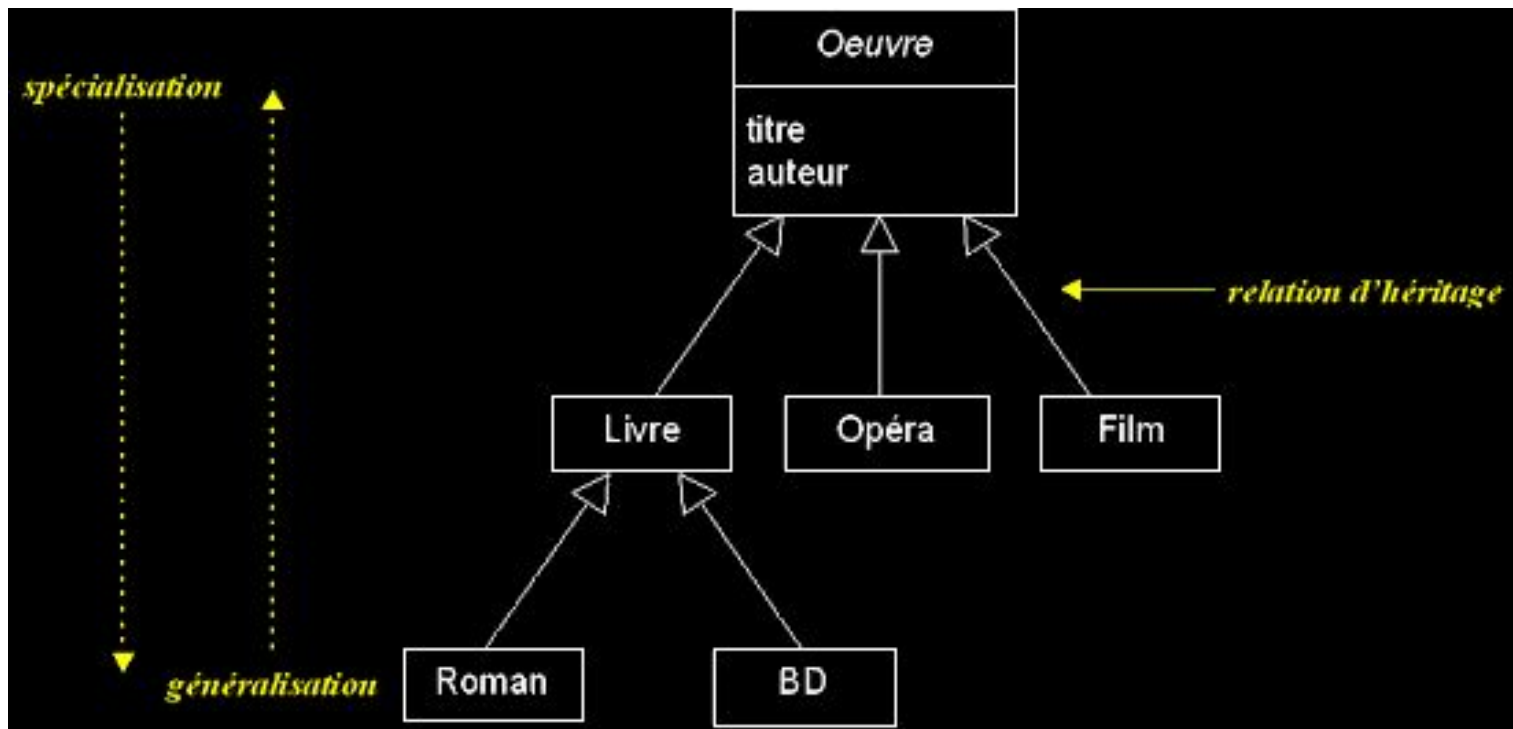 Oeuvre
spécialisation
titre
auteur
relation d'héritage
Livre
Opéra
Film
généralisation
Roman
BD